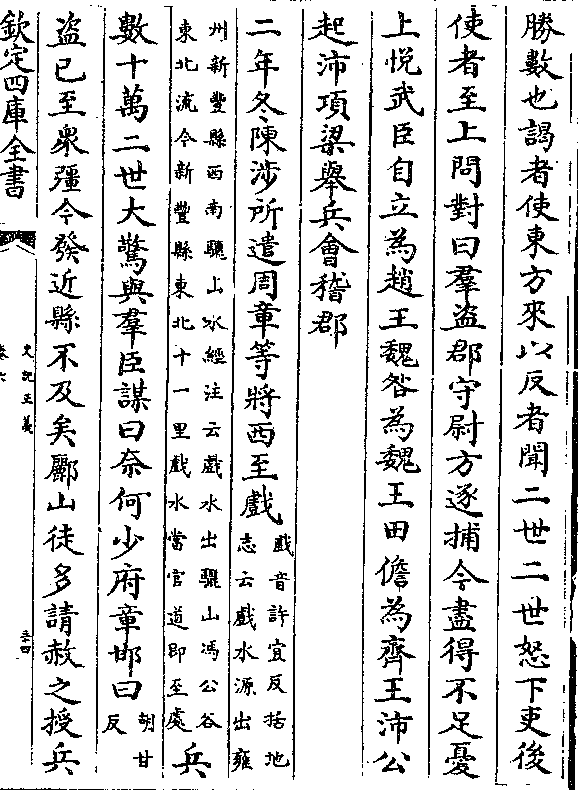 勝數也謁者使東方來以反者聞二世二世怒下吏後
使者至上問對曰羣盗郡守尉方逐捕今盡得不足憂
上悦武臣自立為趙王魏咎為魏王田儋為齊王沛公
起沛項梁舉兵會稽郡
二年冬陳涉所遣周章等將西至戲
戲音許宜反括地
志云戲水源出雍
州新豐縣西南驪山水經注云戲水出驪山馮公谷
東北流今新豐縣東北十一里戲水當官道即至處
兵
數十萬二世大驚與羣臣謀曰奈何少府章邯曰
胡甘
反
盗已至衆彊今發近縣不及矣酈山徒多請赦之授兵
欽定四庫全書
史記正義
卷六
五四